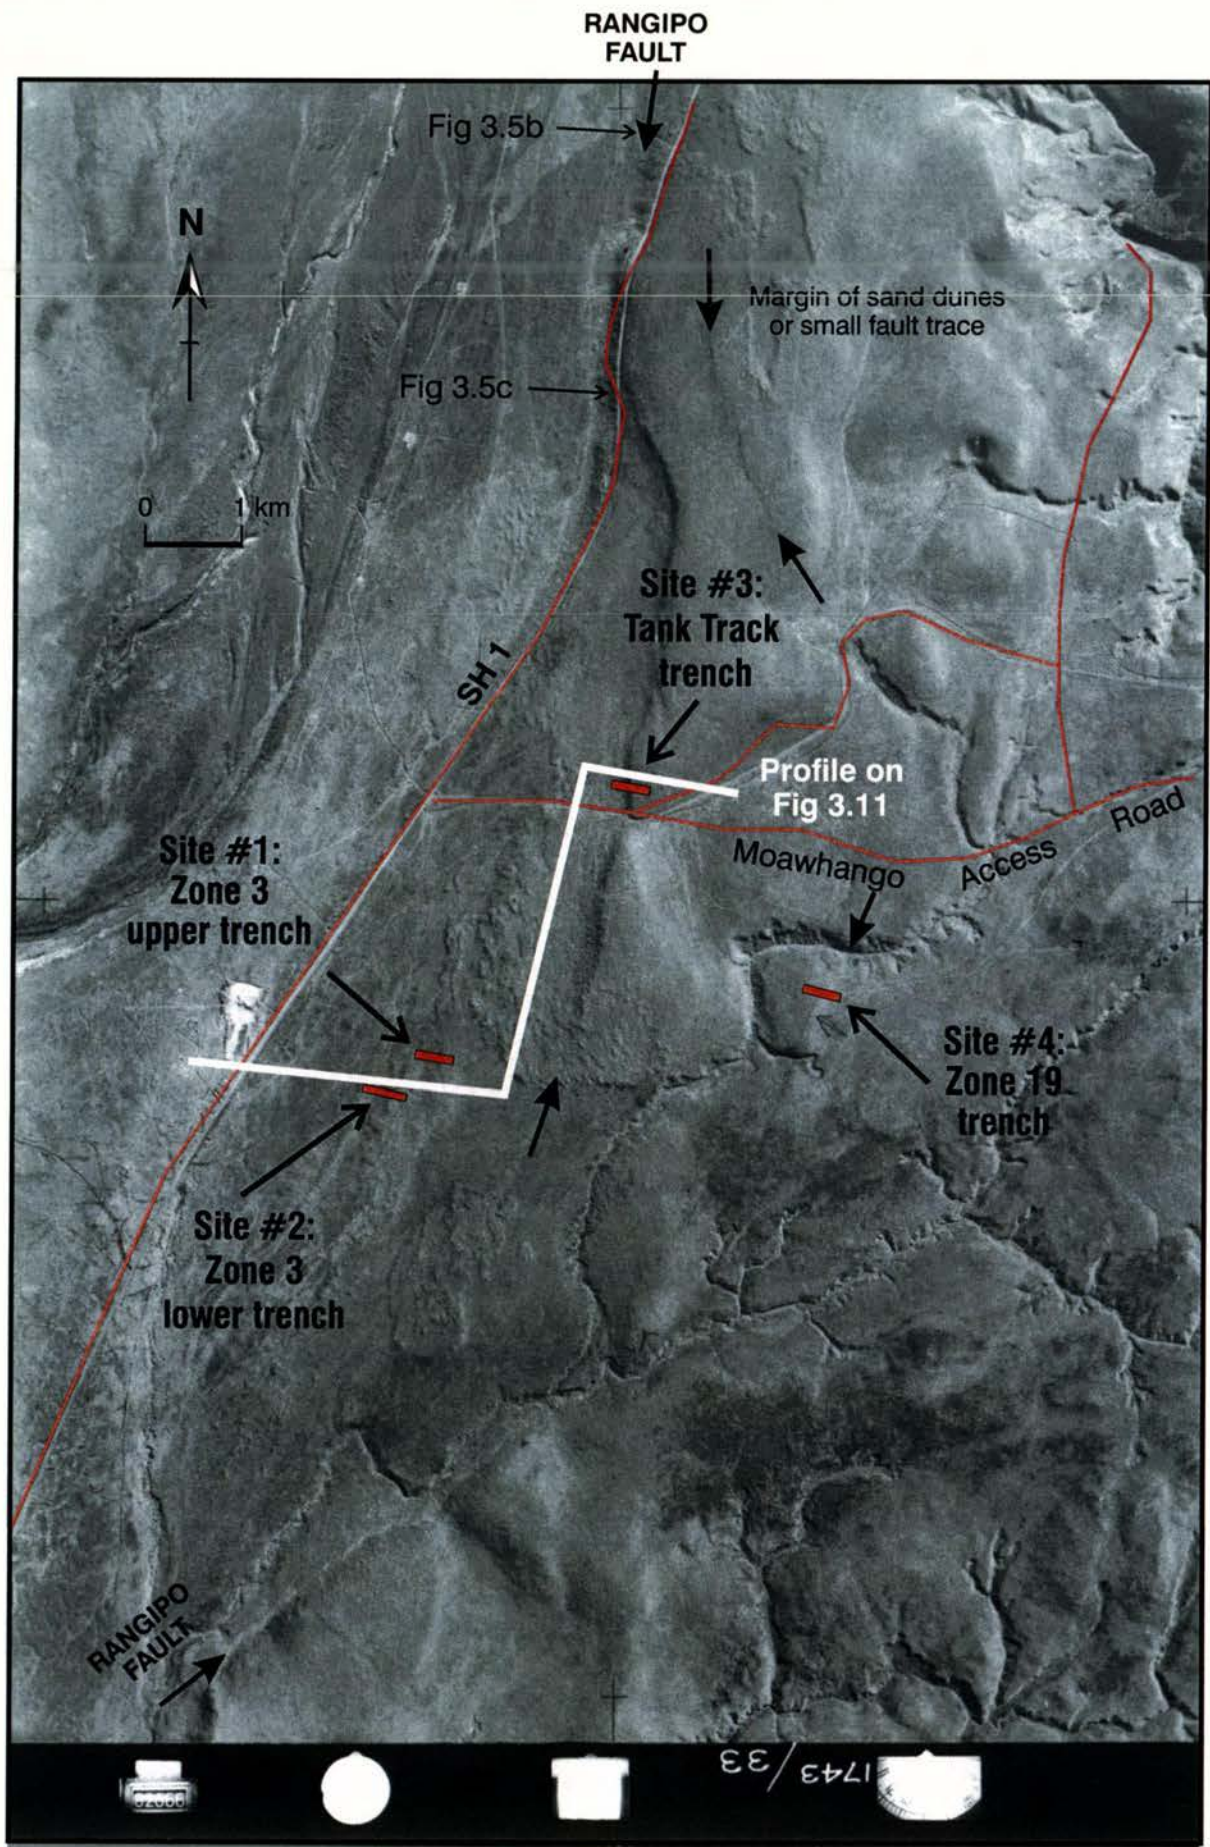 RANGIPO
FAULT
Fig 3.5b
N
Margin of sand dunes
or small fault trace
Fig 3.5c
0 1 km
Site #3:
Tank Track
trench
SH 1
Profile on
Fig 3.11
Moawhango Access Road
Site #1:
Zone 3
upper trench
Site #4:
Zone 19
trench
Site #2:
Zone 3
lower trench
RANGIPO
FAULT
1743/33